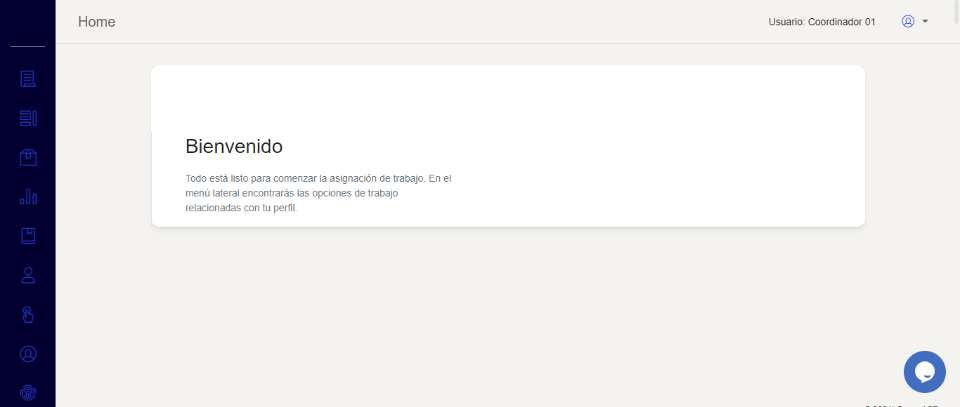 Home
Usuario: Coordinador 01
Bienvenido
Todo está listo para comenzar la asignación de trabajo. En el
menú lateral encontrarás las opciones de trabajo
relacionadas con tu perfil.